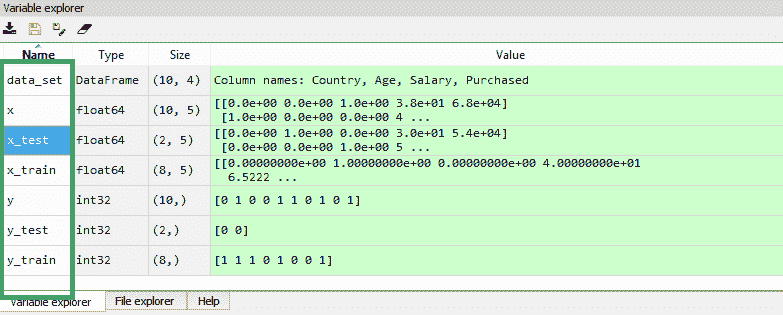 Variable explorer
Name Type Size Value
data_set DataFrame (10, 4) Column names: Country, Age, Salary, Purchased
x float64 (10, 5) [[0.0e+00 0.0e+00 1.0e+00 3.8e+01 6.8e+04]
[1.0e+00 0.0e+00 0.0e+00 4 ...
x_test float64 (2, 5) [[0.0e+00 1.0e+00 0.0e+00 3.0e+01 5.4e+04]
[0.0e+00 0.0e+00 1.0e+00 5 ...
x_train float64 (8, 5) [[0.00000000e+00 1.00000000e+00 0.00000000e+00 4.00000000e+01
6.5222 ...
y int32 (10,) [0 1 0 0 1 1 0 1 0 1]
y_test int32 (2,) [0 0]
y_train int32 (8,) [1 1 1 0 1 0 0 1]
Variable explorer File explorer Help